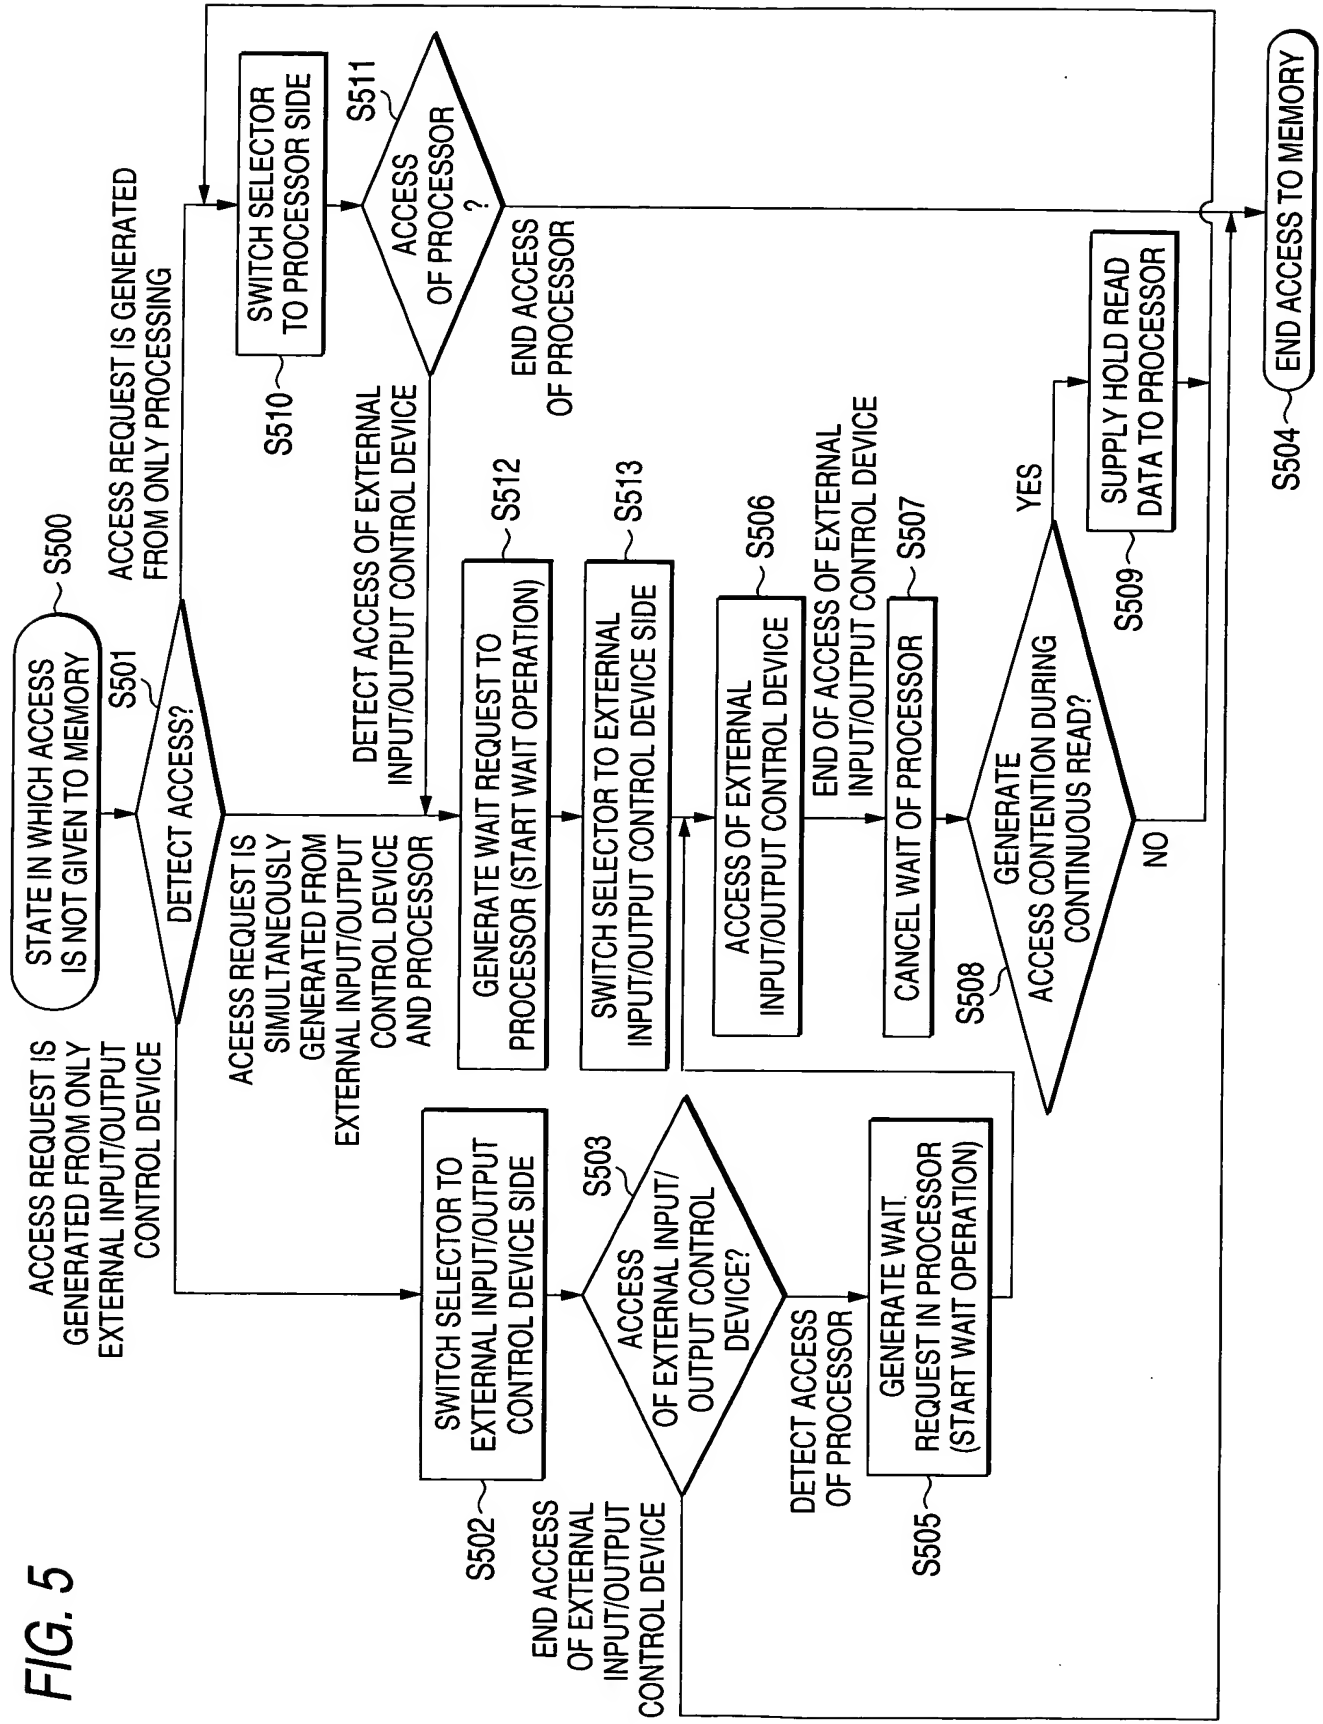 FIG. 5
STATE IN WHICH ACCESS
IS NOT GIVEN TO MEMORY
S500
S501
DETECT ACCESS?
ACCESS REQUEST IS
GENERATED FROM ONLY
EXTERNAL INPUT/OUTPUT
CONTROL DEVICE
ACEESS REQUEST IS
SIMULTANEOUSLY
GENERATED FROM
EXTERNAL INPUT/OUTPUT
CONTROL DEVICE
AND PROCESSOR
ACCESS REQUEST IS GENERATED
FROM ONLY PROCESSING
SWITCH SELECTOR
TO PROCESSOR SIDE
S510
S511
ACCESS
OF PROCESSOR
?
DETECT ACCESS OF EXTERNAL
INPUT/OUTPUT CONTROL DEVICE
END ACCESS
OF PROCESSOR
SWITCH SELECTOR TO
EXTERNAL INPUT/OUTPUT
CONTROL DEVICE SIDE
S502
GENERATE WAIT REQUEST TO
PROCESSOR (START WAIT OPERATION)
S512
SWITCH SELECTOR TO EXTERNAL
INPUT/OUTPUT CONTROL DEVICE SIDE
S513
S503
ACCESS
OF EXTERNAL INPUT/
OUTPUT CONTROL
DEVICE?
END ACCESS
OF EXTERNAL
INPUT/OUTPUT
CONTROL DEVICE
DETECT ACCESS
OF PROCESSOR
ACCESS OF EXTERNAL
INPUT/OUTPUT CONTROL DEVICE
S506
END OF ACCESS OF EXTERNAL
INPUT/OUTPUT CONTROL DEVICE
GENERATE WAIT.
REQUEST IN PROCESSOR
(START WAIT OPERATION)
S505
CANCEL WAIT OF PROCESSOR
S507
S508
GENERATE
ACCESS CONTENTION DURING
CONTINUOUS READ?
YES
NO
SUPPLY HOLD READ
DATA TO PROCESSOR
S509
END ACCESS TO MEMORY
S504